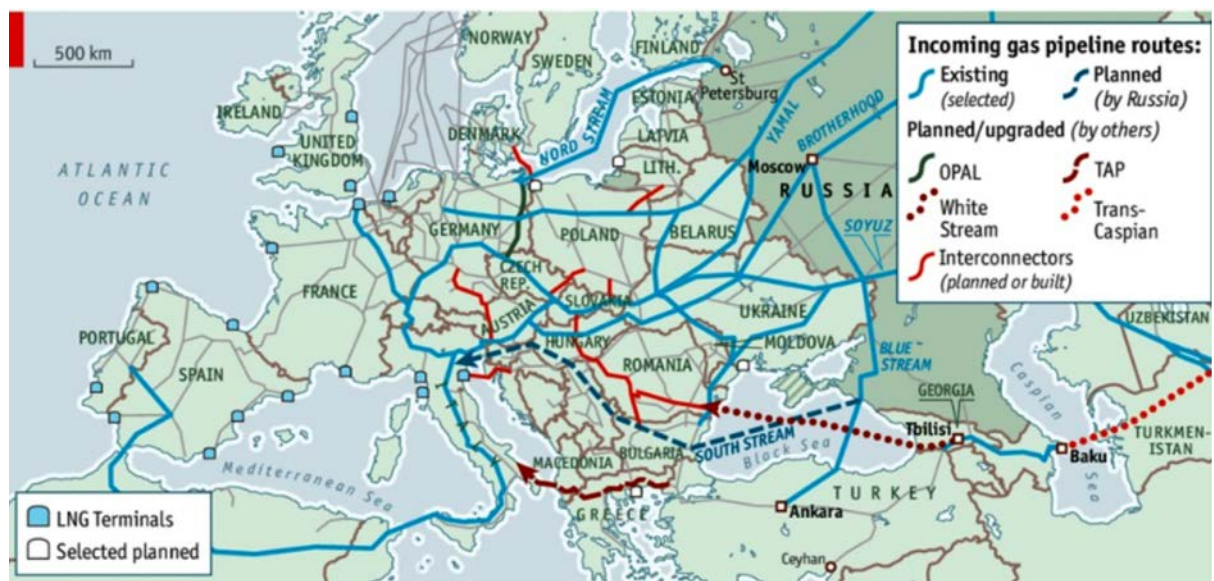 500 km
NORWAY
SWEDEN
FINLAND
St
Petersburg
ESTONIA
LATVIA
LITH.
IRELAND
UNITED
KINGDOM
DENMARK
NORD STREAM
YAMAL
BROTHERHOOD
Moscow
RUSSIA
SOYUZ
ATLANTIC
OCEAN
GERMANY
POLAND
BELARUS
CZECH
REP.
SLOVAKIA
UKRAINE
FRANCE
AUSTRIA
HUNGARY
MOLDOVA
ROMANIA
BLUE
STREAM
PORTUGAL
SPAIN
GEORGIA
Tbilisi
Caspian
Sea
UZBEKISTAN
TURKMEN-
ISTAN
Baku
SOUTH STREAM
Black Sea
BULGARIA
MACEDONIA
GREECE
TURKEY
Ankara
Ceyhan
Mediterranean Sea
Incoming gas pipeline routes:
Existing
(selected)
Planned
(by Russia)
Planned/upgraded (by others)
OPAL
TAP
White
Stream
Trans-
Caspian
Interconnectors
(planned or built)
LNG Terminals
Selected planned